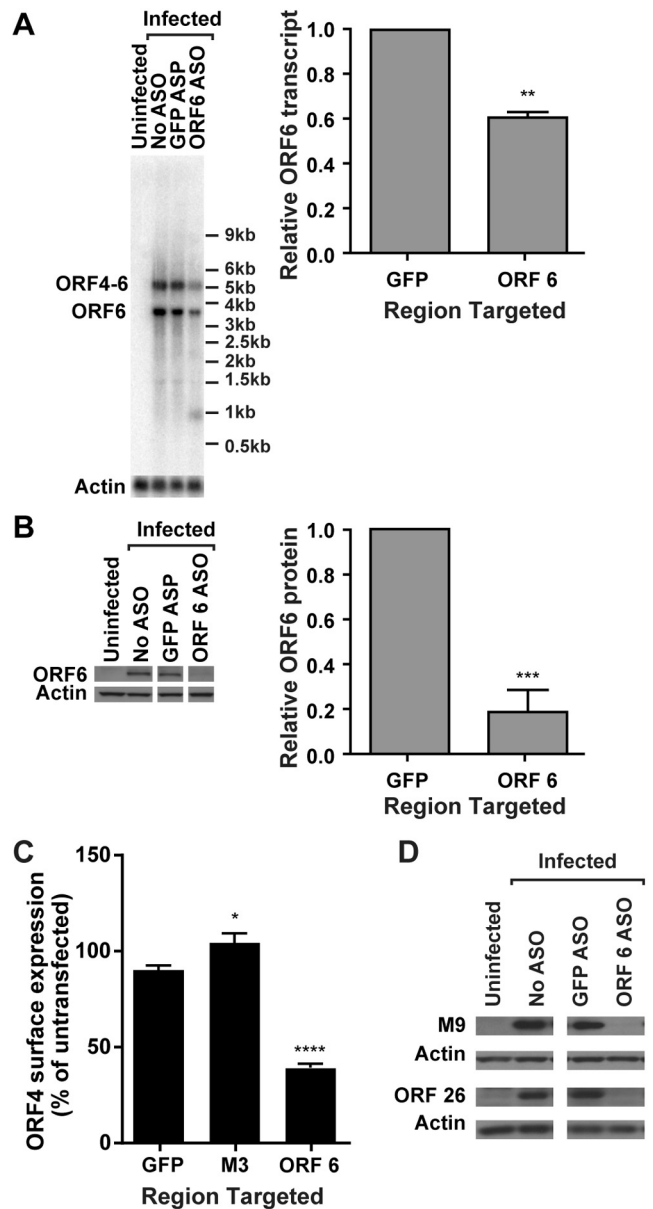 A
Infected
Uninfected
No ASO
GFP ASP
ORF6 ASO
ORF4-6
ORF6
9kb
6kb
5kb
4kb
3kb
2.5kb
2kb
1.5kb
1kb
0.5kb
Actin
Relative ORF6 transcript
1.0
0.8
0.6
0.4
0.2
0.0
**
GFP
ORF 6
Region Targeted
B
Infected
Uninfected
No ASO
GFP ASP
ORF 6 ASO
ORF6
Actin
Relative ORF6 protein
1.0
0.8
0.6
0.4
0.2
0.0
***
GFP
ORF 6
Region Targeted
C
ORF4 surface expression
(% of untransfected)
150
100
50
0
*
****
GFP
M3
ORF 6
Region Targeted
D
Infected
Uninfected
No ASO
GFP ASO
ORF 6 ASO
M9
Actin
ORF 26
Actin